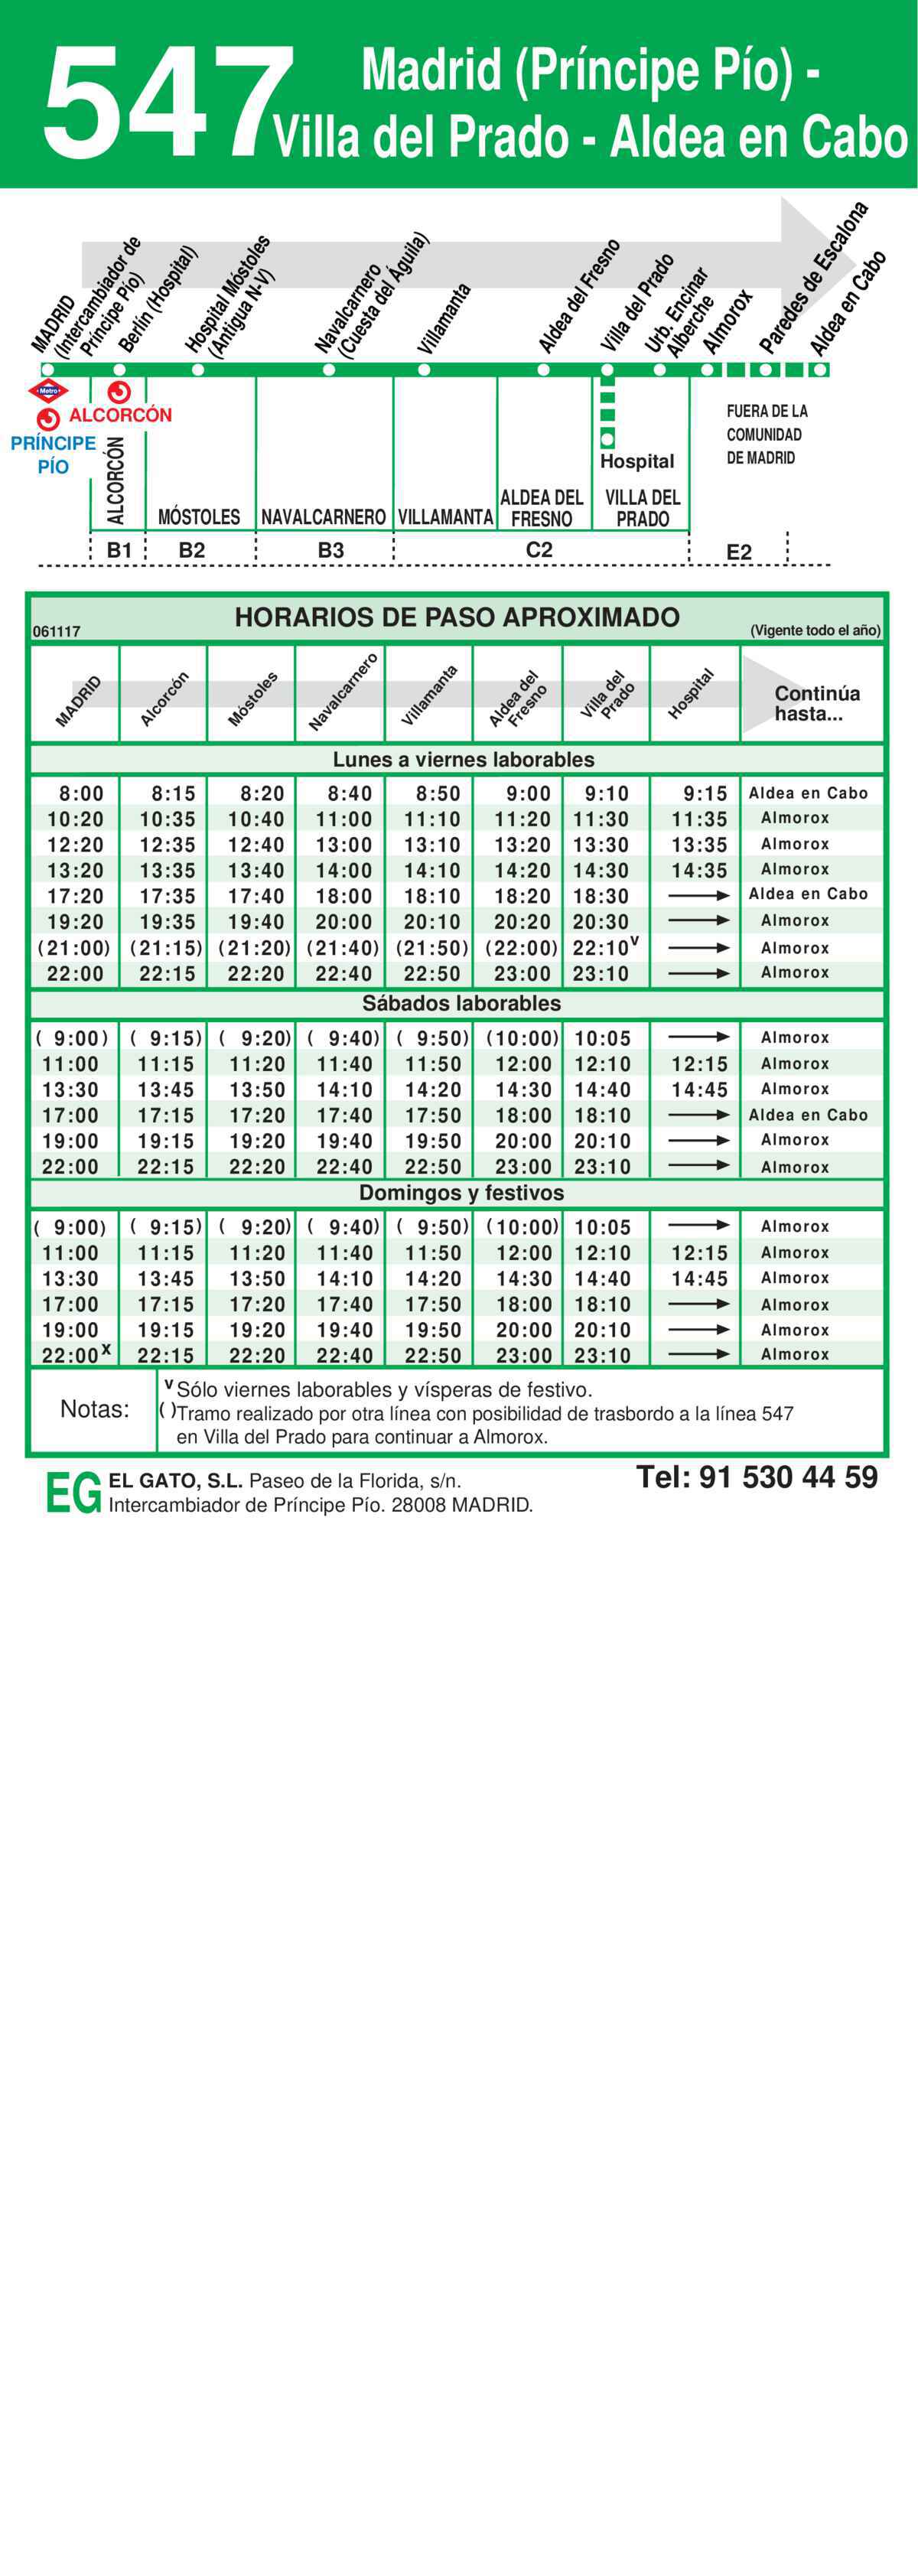 547
Madrid (Príncipe Pío) -
Villa del Prado - Aldea en Cabo
MADRID
(Intercambiador de
Príncipe Pío)
Berlín (Hospital)
Hospital Móstoles
(Antigua N-V)
Navalcarnero
(Cuesta del Águila)
Villamanta
Aldea del Fresno
Villa del Prado
Urb. Encinar
Alberche
Almorox
Paredes de Escalona
Aldea en Cabo
Metro
ALCORCÓN
PRÍNCIPE
PÍO
FUERA DE LA
COMUNIDAD
DE MADRID
Hospital
ALCORCÓN
MÓSTOLES
NAVALCARNERO
VILLAMANTA
ALDEA DEL
FRESNO
VILLA DEL
PRADO
B1 B2 B3 C2 E2
HORARIOS DE PASO APROXIMADO
061117
(Vigente todo el año)
MADRID
Alcorcón
Móstoles
Navalcarnero
Villamanta
Aldea del
Fresno
Villa del
Prado
Hospital
Continúa
hasta...
Lunes a viernes laborables
8:00 8:15 8:20 8:40 8:50 9:00 9:10 9:15 Aldea en Cabo
10:20 10:35 10:40 11:00 11:10 11:20 11:30 11:35 Almorox
12:20 12:35 12:40 13:00 13:10 13:20 13:30 13:35 Almorox
13:20 13:35 13:40 14:00 14:10 14:20 14:30 14:35 Almorox
17:20 17:35 17:40 18:00 18:10 18:20 18:30 Aldea en Cabo
19:20 19:35 19:40 20:00 20:10 20:20 20:30 Almorox
(21:00) (21:15) (21:20) (21:40) (21:50) (22:00) 22:10v Almorox
22:00 22:15 22:20 22:40 22:50 23:00 23:10 Almorox
Sábados laborables
( 9:00) ( 9:15) ( 9:20) ( 9:40) ( 9:50) (10:00) 10:05 Almorox
11:00 11:15 11:20 11:40 11:50 12:00 12:10 12:15 Almorox
13:30 13:45 13:50 14:10 14:20 14:30 14:40 14:45 Almorox
17:00 17:15 17:20 17:40 17:50 18:00 18:10 Aldea en Cabo
19:00 19:15 19:20 19:40 19:50 20:00 20:10 Almorox
22:00 22:15 22:20 22:40 22:50 23:00 23:10 Almorox
Domingos y festivos
( 9:00) ( 9:15) ( 9:20) ( 9:40) ( 9:50) (10:00) 10:05 Almorox
11:00 11:15 11:20 11:40 11:50 12:00 12:10 12:15 Almorox
13:30 13:45 13:50 14:10 14:20 14:30 14:40 14:45 Almorox
17:00 17:15 17:20 17:40 17:50 18:00 18:10 Almorox
19:00 19:15 19:20 19:40 19:50 20:00 20:10 Almorox
22:00x 22:15 22:20 22:40 22:50 23:00 23:10 Almorox
Notas:
v Sólo viernes laborables y vísperas de festivo.
( )Tramo realizado por otra línea con posibilidad de trasbordo a la línea 547
en Villa del Prado para continuar a Almorox.
EG
EL GATO, S.L. Paseo de la Florida, s/n.
Intercambiador de Príncipe Pío. 28008 MADRID.
Tel: 91 530 44 59